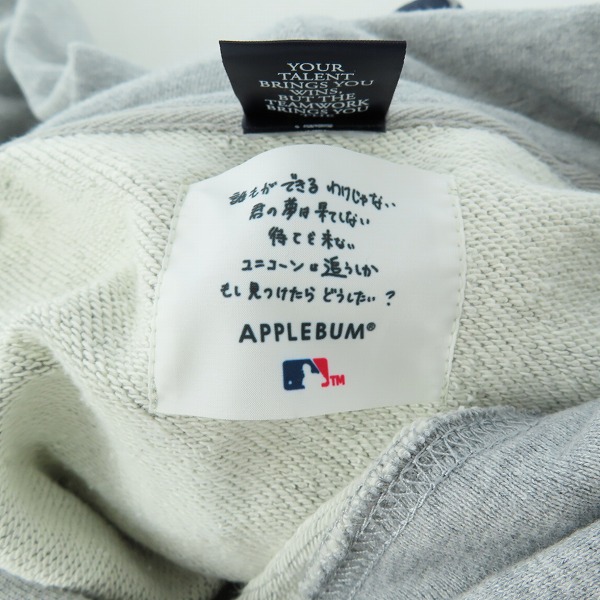 YOUR
TALENT
BRINGS YOU
WINS,
BUT THE
TEAMWORK
BRINGS YOU
誰もができるわけじゃない
君の夢は果てしない
待てど来ない
ユニコーンは追うしか
もし見つけたらどうしたい?
APPLEBUM®
TM